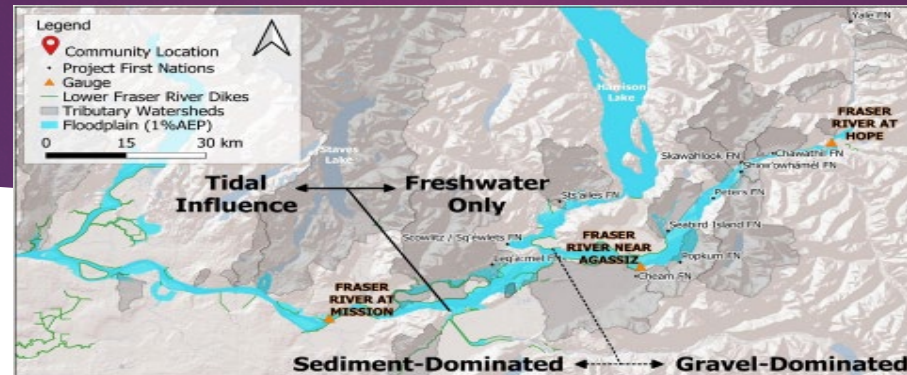 Legend
Community Location
Project First Nations
Gauge
Lower Fraser River Dikes
Tributary Watersheds
Floodplain (1%AEP)
0 15 30 km
Yale FN
Harrison
Lake
Staves
Lake
FRASER
RIVER AT
HOPE
Skawahlook FN
Chawathil FN
Shxw'owhamel FN
Tidal
Influence
Freshwater
Only
Sts'ailes FN
Peters FN
Scowlitz / Sq'ewlets FN
Seabird Island FN
FRASER
RIVER NEAR
AGASSIZ
Leq'a:mel FN
Popkum FN
Cheam FN
FRASER
RIVER AT
MISSION
Sediment-Dominated
Gravel-Dominated